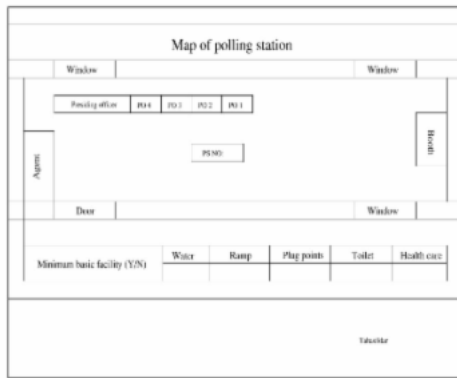 Map of polling station
Window Window
Presiding officer PO 4 PO 3 PO 2 PO 1
Booth
PS NO
Agent
Door Window
Minimum basic facility (Y/N) Water Ramp Plug points Toilet Health care
Tahasildar